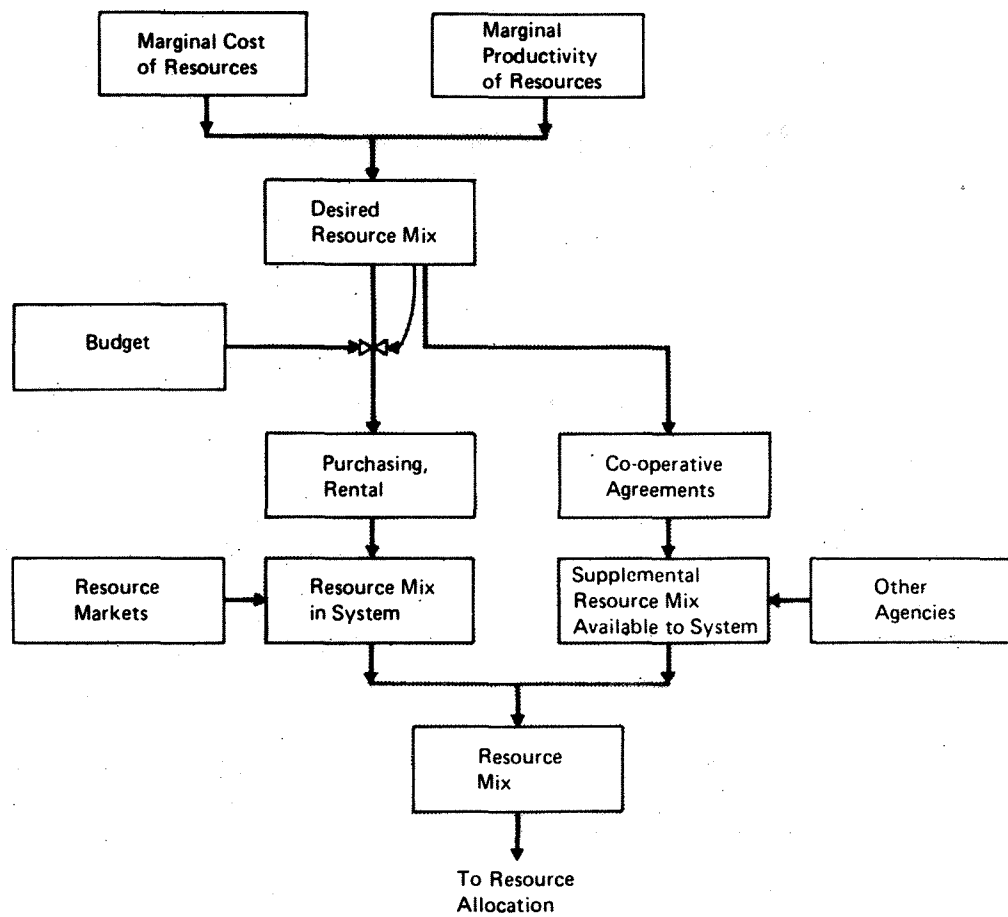 Marginal Cost
of Resources
Marginal
Productivity
of Resources
Desired
Resource Mix
Budget
Purchasing,
Rental
Co-operative
Agreements
Resource
Markets
Resource Mix
in System
Supplemental
Resource Mix
Available to System
Other
Agencies
Resource
Mix
To Resource
Allocation